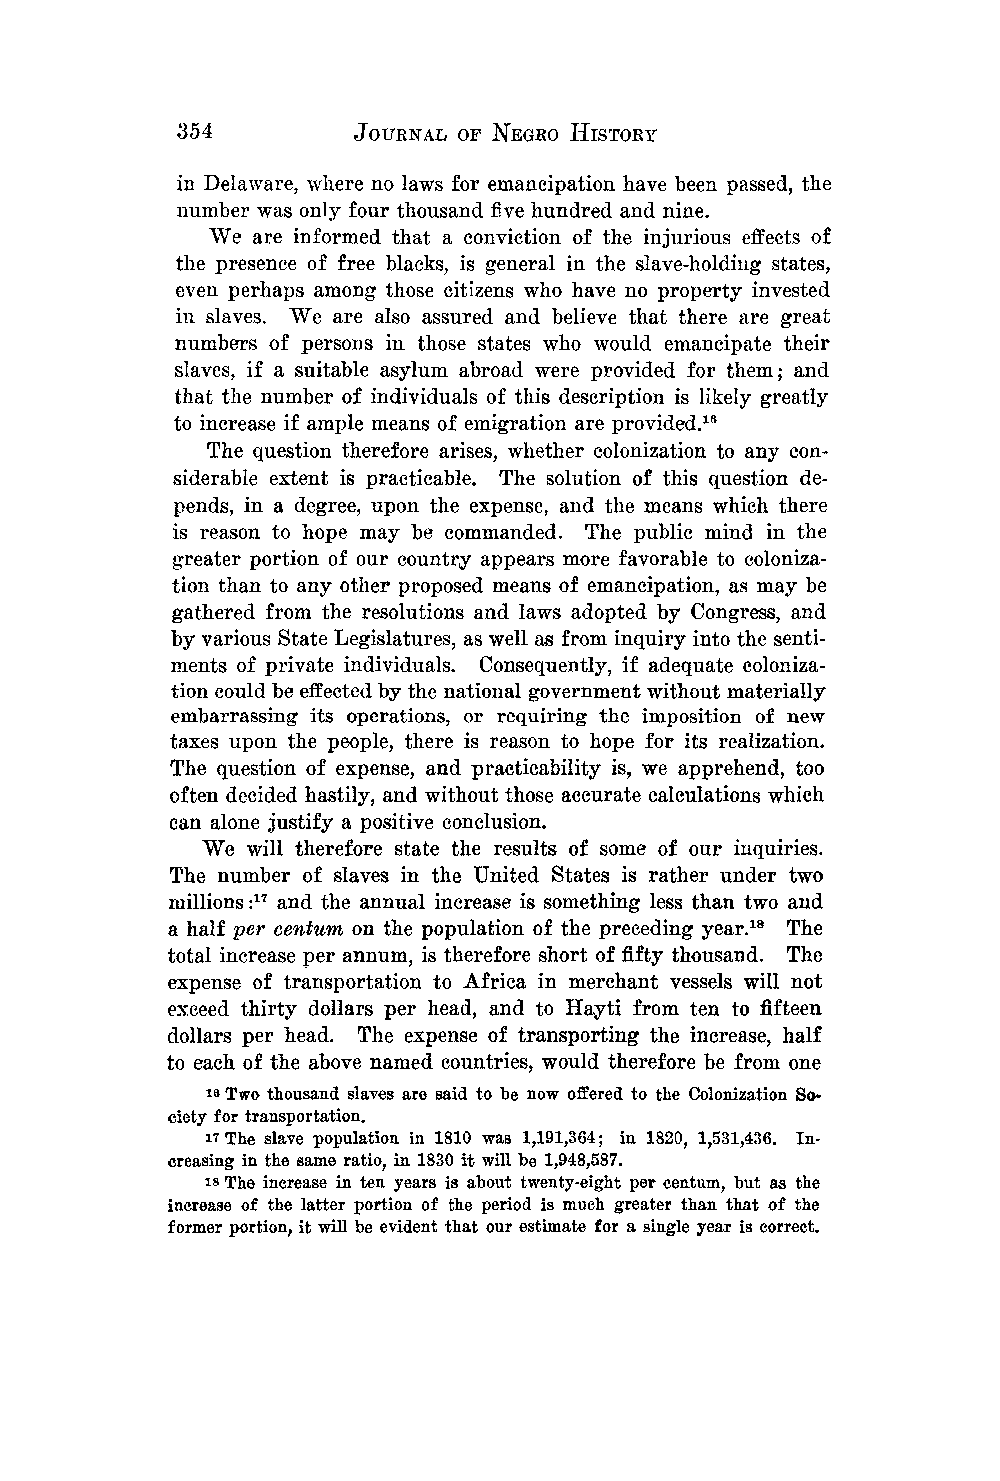 354 JOURNAL OF NEGRO HISTORY
in Delaware, where no laws for emancipation have been passed, the
number was only four thousand five hundred and nine.
We are informed that a conviction of the injurious effects of
the presence of free blacks, is general in the slave-holding states,
even perhaps among those citizens who have no property invested
in slaves. We are also assured and believe that there are great
numbers of persons in those states who would emancipate their
slaves, if a suitable asylum abroad were provided for them; and
that the number of individuals of this description is likely greatly
to increase if ample means of emigration are provided.¹⁶
The question therefore arises, whether colonization to any con-
siderable extent is practicable. The solution of this question de-
pends, in a degree, upon the expense, and the means which there
is reason to hope may be commanded. The public mind in the
greater portion of our country appears more favorable to coloniza-
tion than to any other proposed means of emancipation, as may be
gathered from the resolutions and laws adopted by Congress, and
by various State Legislatures, as well as from inquiry into the senti-
ments of private individuals. Consequently, if adequate coloniza-
tion could be effected by the national government without materially
embarrassing its operations, or requiring the imposition of new
taxes upon the people, there is reason to hope for its realization.
The question of expense, and practicability is, we apprehend, too
often decided hastily, and without those accurate calculations which
can alone justify a positive conclusion.
We will therefore state the results of some of our inquiries.
The number of slaves in the United States is rather under two
millions:¹⁷ and the annual increase is something less than two and
a half per centum on the population of the preceding year.¹⁸ The
total increase per annum, is therefore short of fifty thousand. The
expense of transportation to Africa in merchant vessels will not
exceed thirty dollars per head, and to Hayti from ten to fifteen
dollars per head. The expense of transporting the increase, half
to each of the above named countries, would therefore be from one
¹⁶ Two thousand slaves are said to be now offered to the Colonization So-
ciety for transportation.
¹⁷ The slave population in 1810 was 1,191,364; in 1820, 1,531,436. In-
creasing in the same ratio, in 1830 it will be 1,948,587.
¹⁸ The increase in ten years is about twenty-eight per centum, but as the
increase of the latter portion of the period is much greater than that of the
former portion, it will be evident that our estimate for a single year is correct.